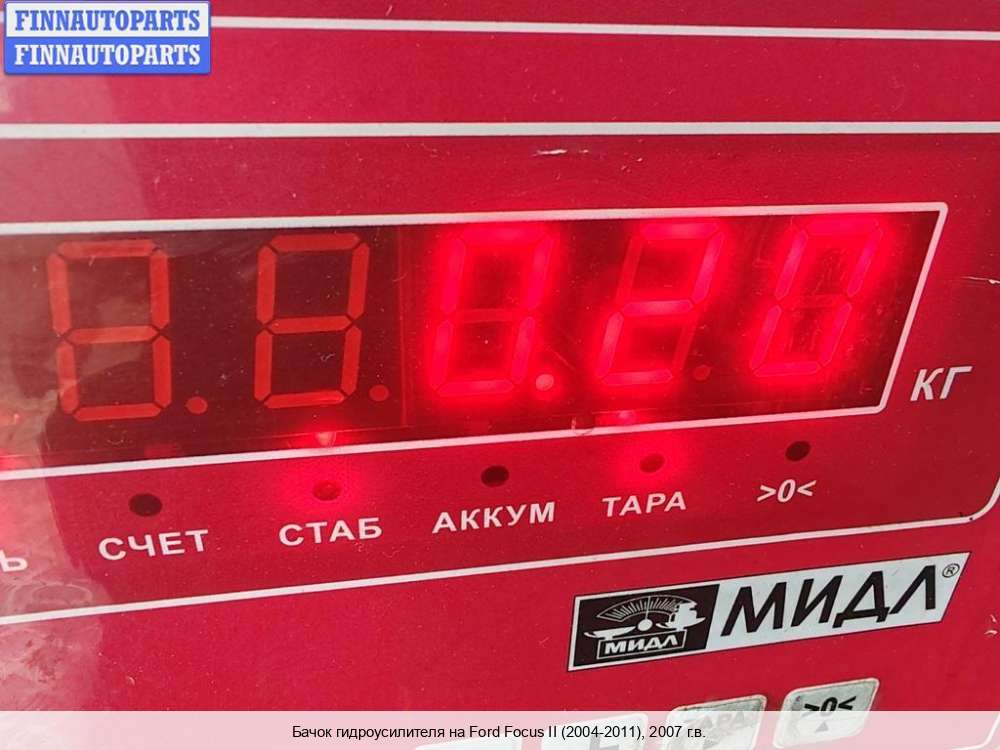 FINNAUTOPARTS
FINNAUTOPARTS
0.20
КГ
Ь СЧЕТ СТАБ АККУМ ТАРА >0<
МИДЛ МИДЛ®
ТАРА >0<
Бачок гидроусилителя на Ford Focus II (2004-2011), 2007 г.в.